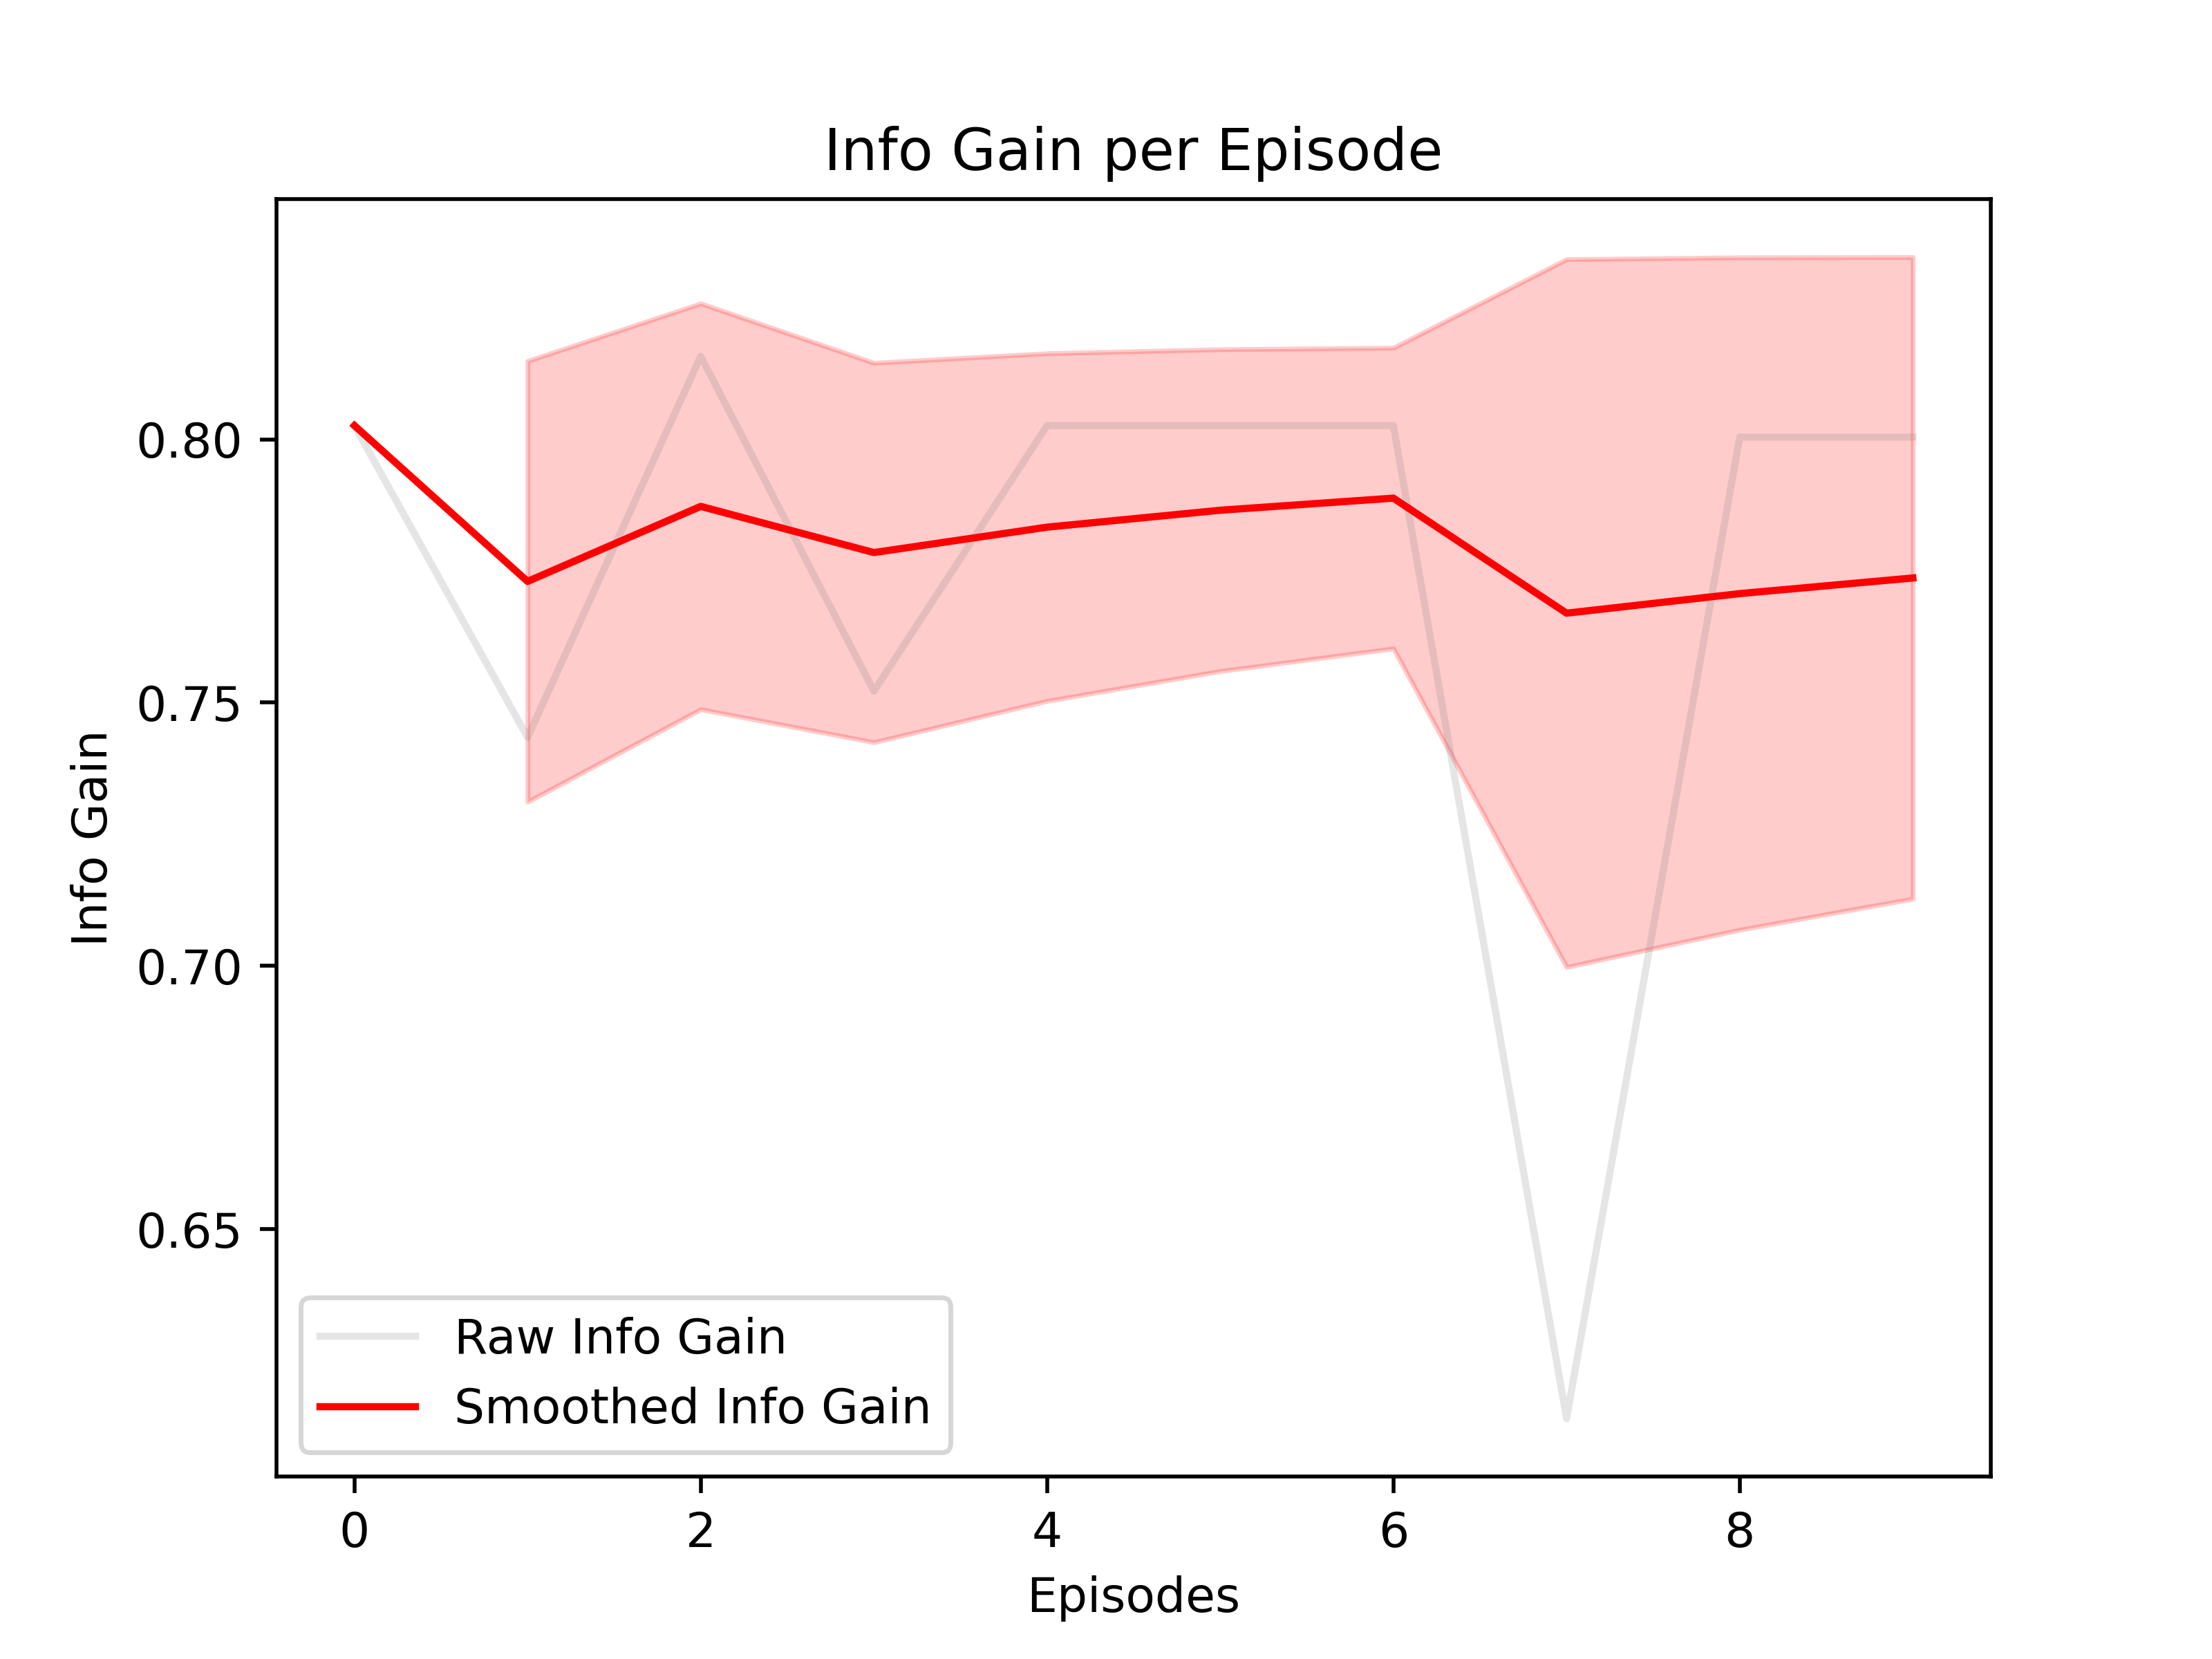 Info Gain per Episode
Info Gain
0.80
0.75
0.70
0.65
Raw Info Gain
Smoothed Info Gain
0 2 4 6 8
Episodes